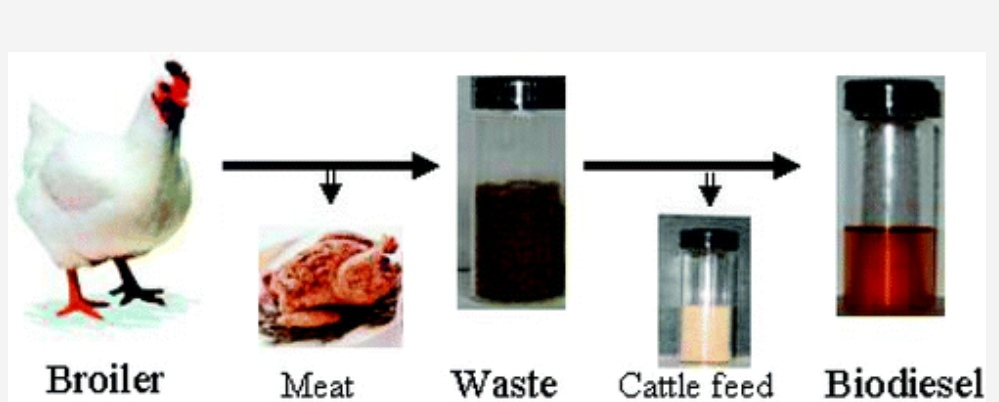 Broiler
Meat
Waste
Cattle feed
Biodiesel